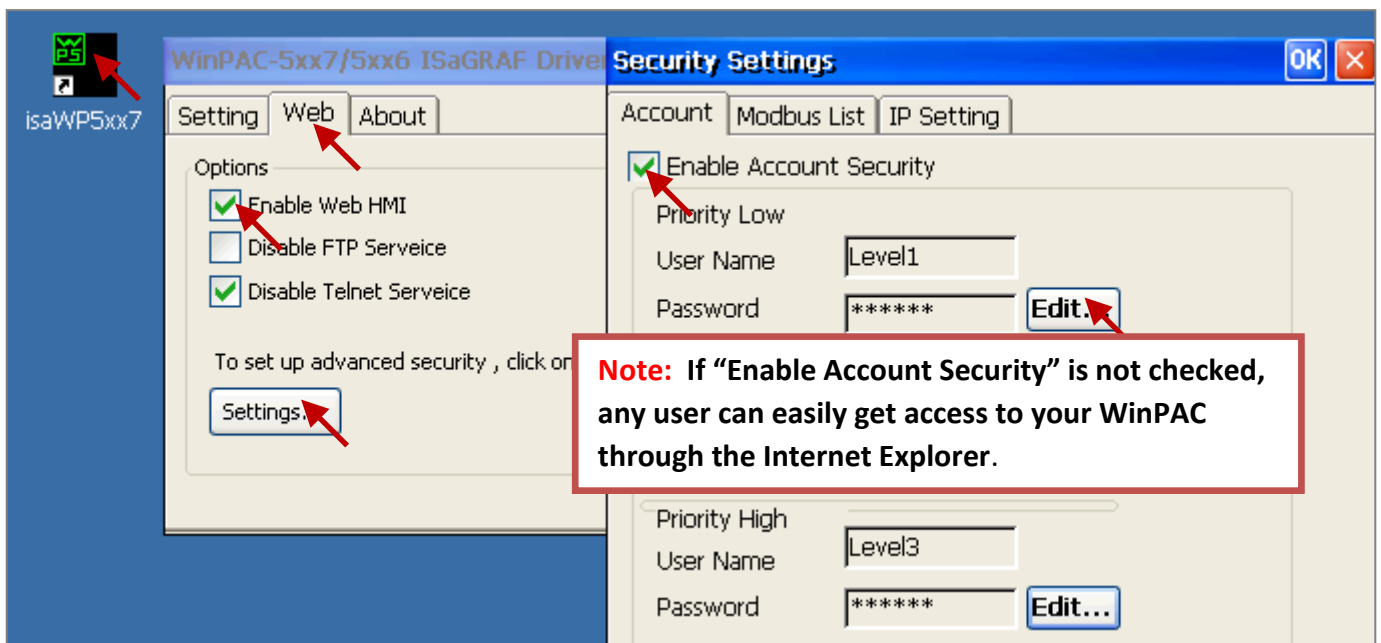 WPS
isaWP5xx7
WinPAC-5xx7/5xx6 ISaGRAF Driver
Setting Web About
Options
Enable Web HMI
Disable FTP Serveice
Disable Telnet Serveice
To set up advanced security , click on
Settings...
Security Settings
OK
Account Modbus List IP Setting
Enable Account Security
Priority Low
User Name Level1
Password ****** Edit...
Note: If “Enable Account Security” is not checked,
any user can easily get access to your WinPAC
through the Internet Explorer.
Priority High
User Name Level3
Password ****** Edit...